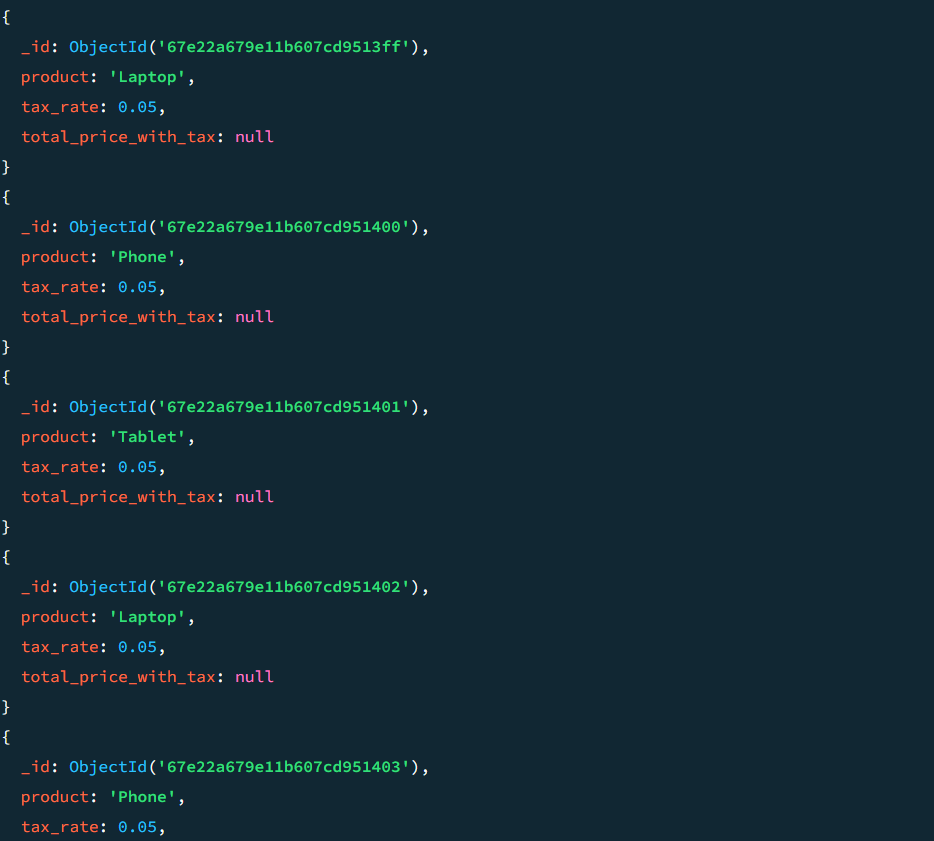 {
_id: ObjectId('67e22a679e11b607cd9513ff'),
product: 'Laptop',
tax_rate: 0.05,
total_price_with_tax: null
}
{
_id: ObjectId('67e22a679e11b607cd951400'),
product: 'Phone',
tax_rate: 0.05,
total_price_with_tax: null
}
{
_id: ObjectId('67e22a679e11b607cd951401'),
product: 'Tablet',
tax_rate: 0.05,
total_price_with_tax: null
}
{
_id: ObjectId('67e22a679e11b607cd951402'),
product: 'Laptop',
tax_rate: 0.05,
total_price_with_tax: null
}
{
_id: ObjectId('67e22a679e11b607cd951403'),
product: 'Phone',
tax_rate: 0.05,